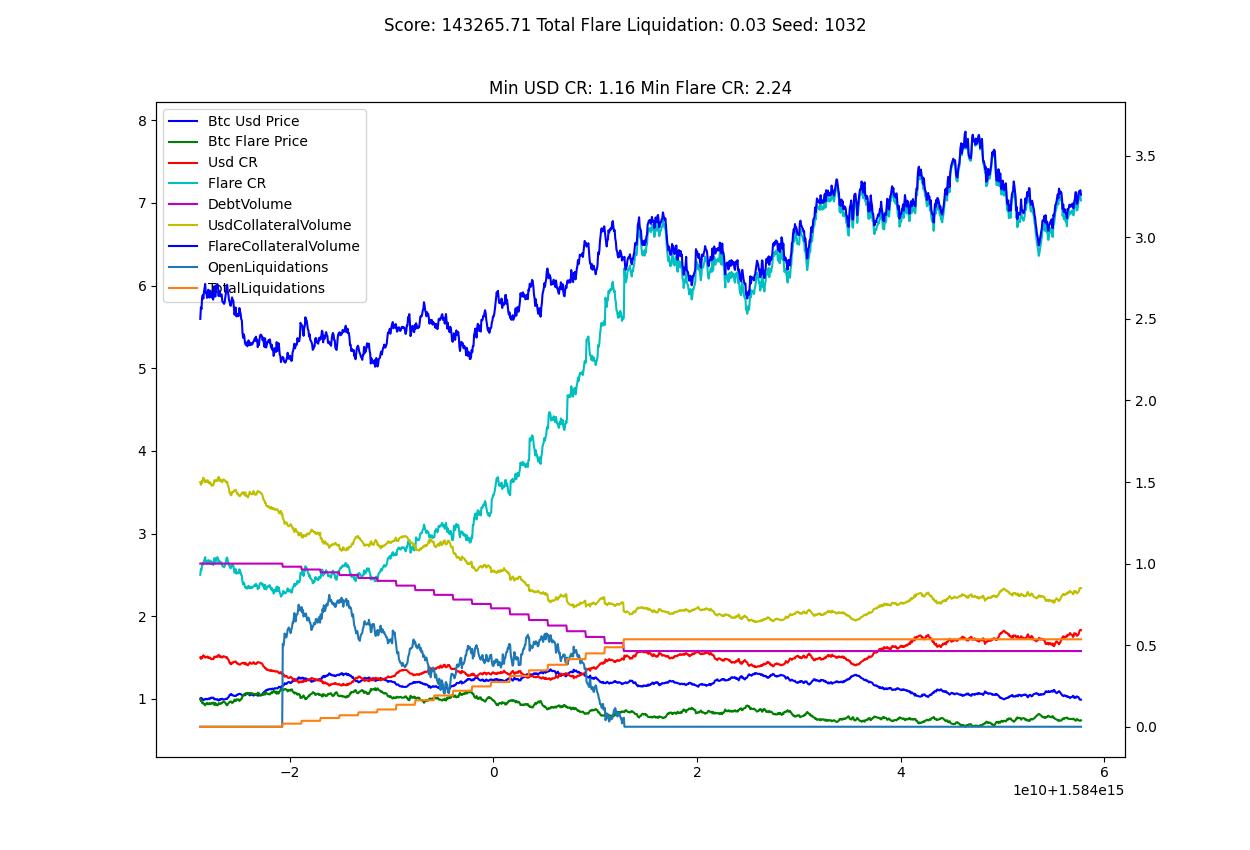 Score: 143265.71 Total Flare Liquidation: 0.03 Seed: 1032
Min USD CR: 1.16 Min Flare CR: 2.24
Btc Usd Price
Btc Flare Price
Usd CR
Flare CR
DebtVolume
UsdCollateralVolume
FlareCollateralVolume
OpenLiquidations
TotalLiquidations
8
7
6
5
4
3
2
1
3.5
3.0
2.5
2.0
1.5
1.0
0.5
0.0
−2
0
2
4
6
1e10+1.584e15